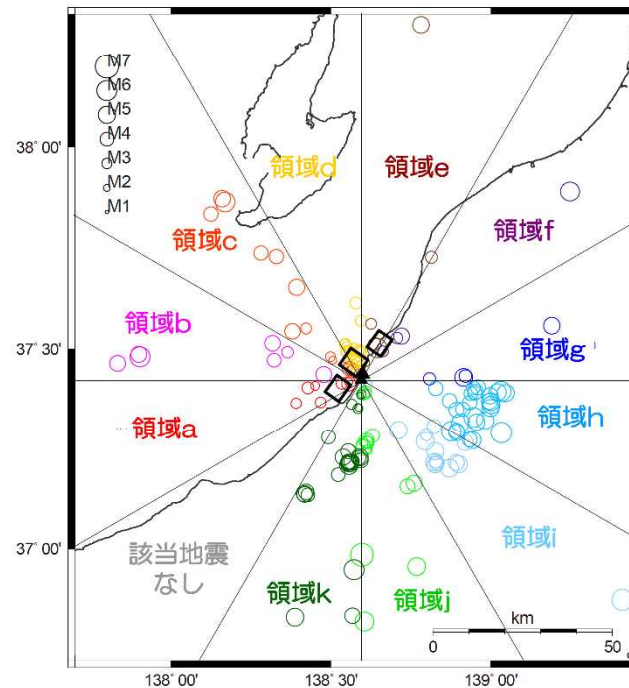 M7
M6
M5
M4
M3
M2
M1
38° 00'
37° 30'
37° 00'
領域d
領域e
領域c
領域f
領域b
領域g
領域a
領域h
領域i
該当地震
なし
領域k
領域j
km
0
50
138° 00'
138° 30'
139° 00'